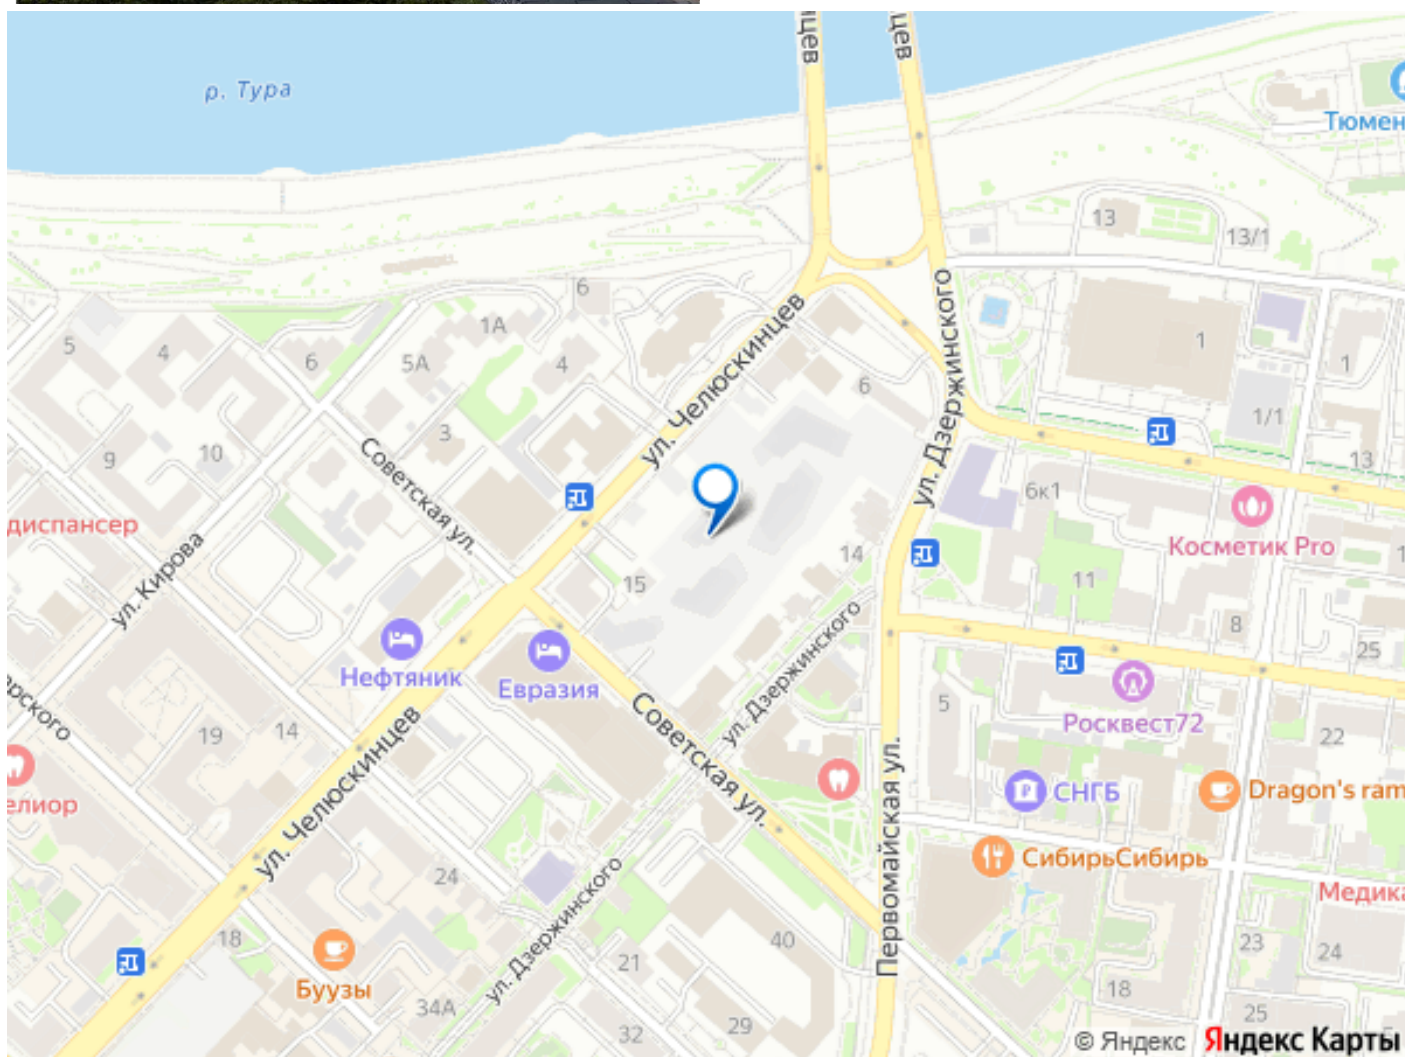 нцев
цев
р. Тура
Тюмен
13
13/1
6
1А
5
4
6
5А
4
ул. Челюскинцев
6
ул. Дзержинского
1
1
1/1
3
9
10
Советская ул.
13
6к1
диспансер
Косметик Pro
1
ул. Кирова
15
14
11
8
25
Нефтяник
Евразия
ул. Дзержинского
5
арского
19
14
Советская ул.
Росквест72
22
елиор
ул. Челюскинцев
Первомайская ул.
СНГБ
Dragon's ram
СибирьСибирь
24
Медика
18
Буузы
34А
ул. Дзержинского
21
40
23
24
32
29
18
25
© Яндекс Яндекс Карты